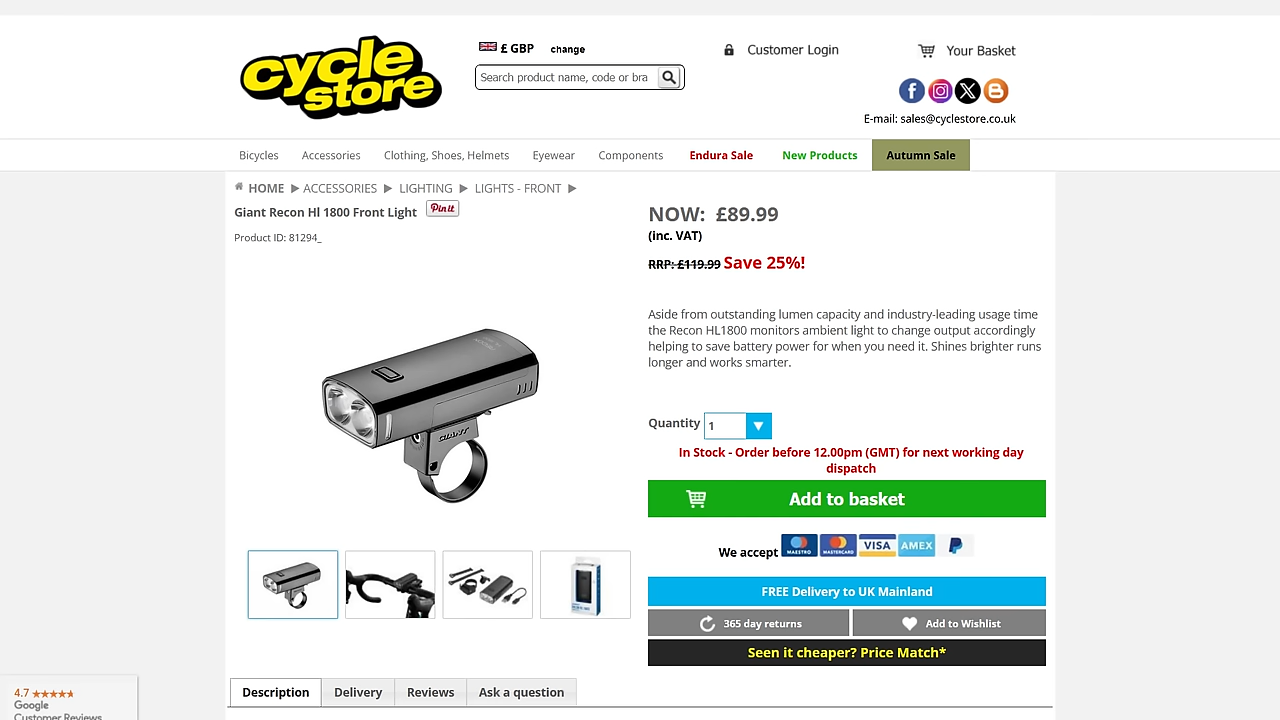 cycle
store
£ GBP change
Search product name, code or bra
Customer Login
Your Basket
E-mail: sales@cyclestore.co.uk
Bicycles Accessories Clothing, Shoes, Helmets Eyewear Components Endura Sale New Products Autumn Sale
HOME ACCESSORIES LIGHTING LIGHTS - FRONT
Giant Recon Hl 1800 Front Light Pin it
Product ID: 81294_
GIANT
NOW: £89.99
(inc. VAT)
RRP: £119.99 Save 25%!
Aside from outstanding lumen capacity and industry-leading usage time
the Recon HL1800 monitors ambient light to change output accordingly
helping to save battery power for when you need it. Shines brighter runs
longer and works smarter.
Quantity 1
In Stock - Order before 12.00pm (GMT) for next working day
dispatch
Add to basket
We accept MAESTRO MASTERCARD VISA AMEX
FREE Delivery to UK Mainland
365 day returns Add to Wishlist
Seen it cheaper? Price Match*
Description Delivery Reviews Ask a question
4.7
Google
Customer Reviews